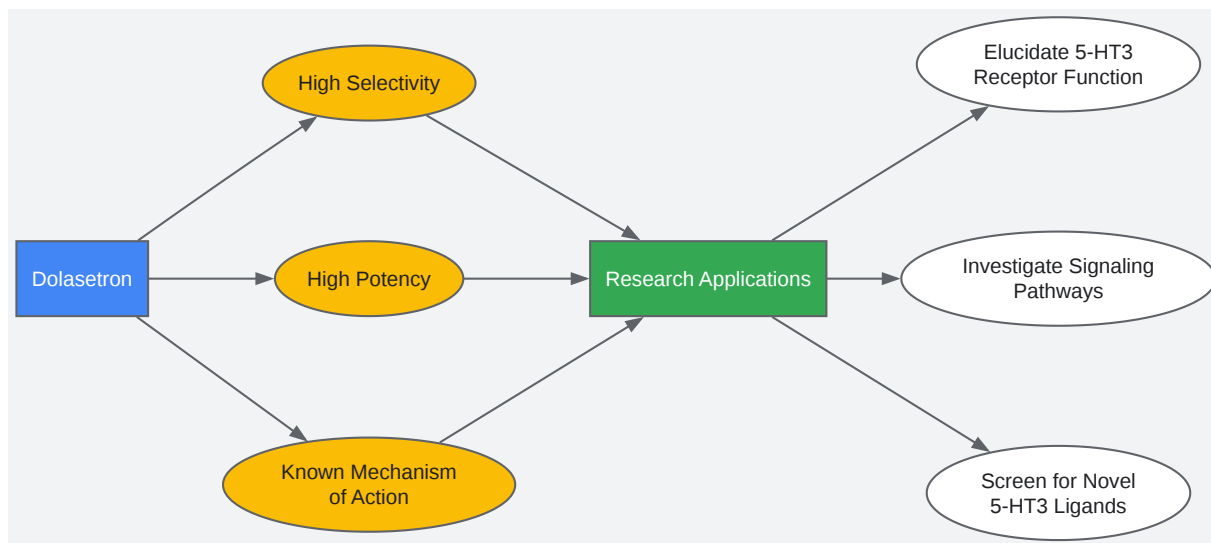 Dolasetron
High Selectivity
High Potency
Known Mechanism
of Action
Research Applications
Elucidate 5-HT3
Receptor Function
Investigate Signaling
Pathways
Screen for Novel
5-HT3 Ligands